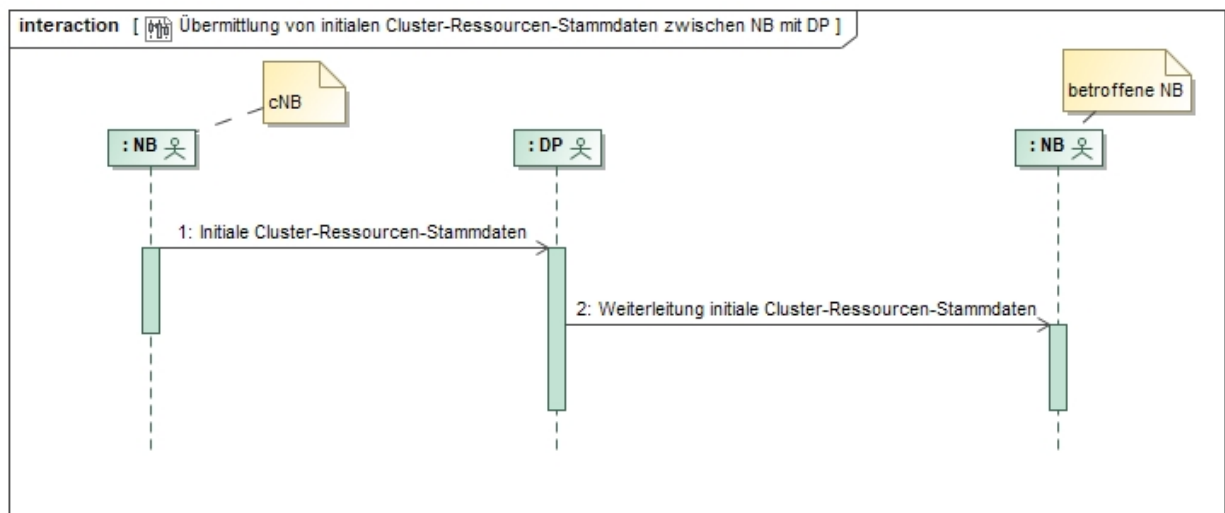 interaction [ Übermittlung von initialen Cluster-Ressourcen-Stammdaten zwischen NB mit DP ]
cNB
betroffene NB
: NB
: DP
: NB
1: Initiale Cluster-Ressourcen-Stammdaten
2: Weiterleitung initiale Cluster-Ressourcen-Stammdaten